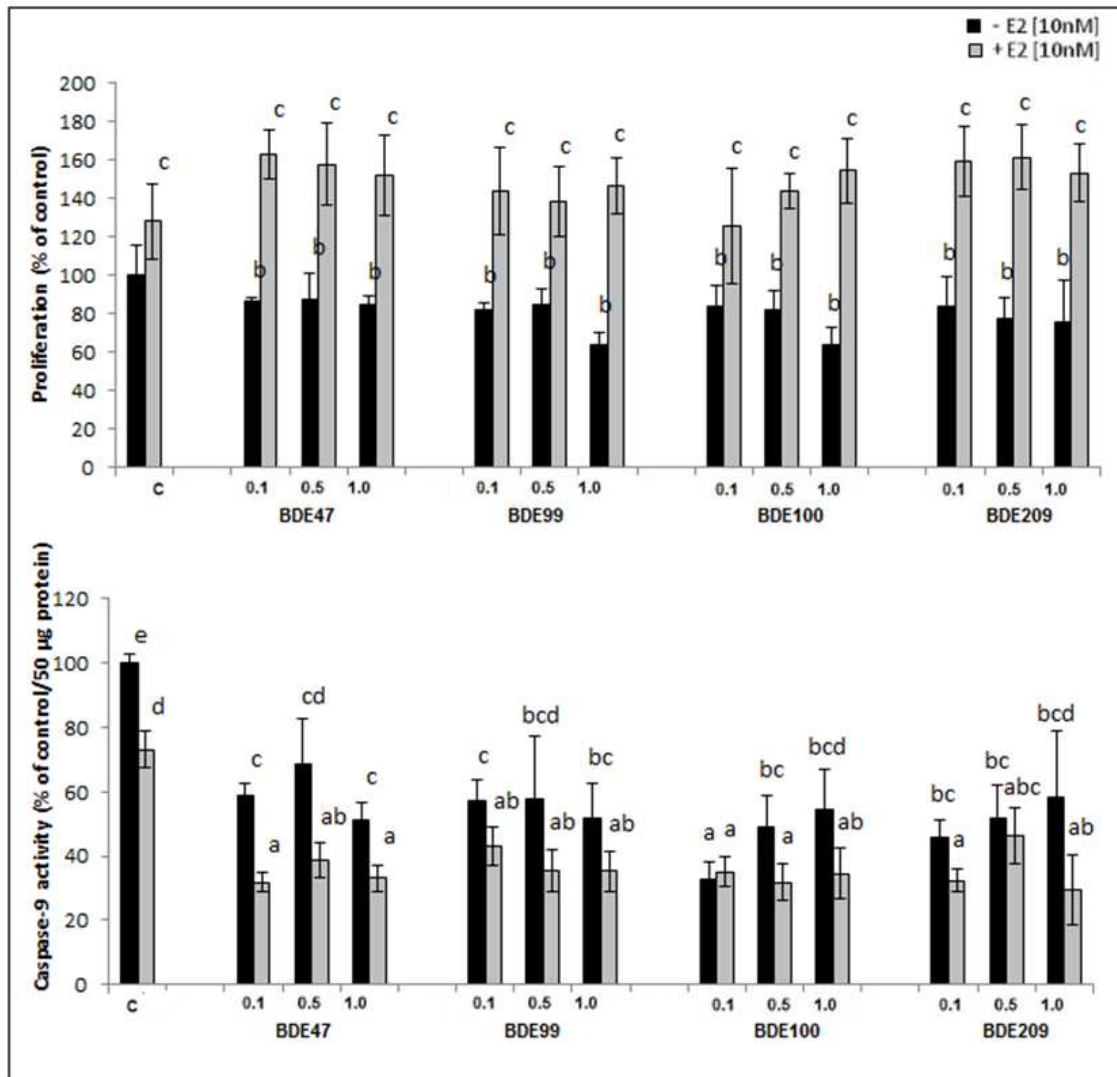 - E2 [10nM]
+ E2 [10nM]
Proliferation (% of control)
200
180
160
140
120
100
80
60
40
20
0
c
c c c
c c c
c c c
c c c
b b b
b b b
b b b
b b b
c
0.1 0.5 1.0
0.1 0.5 1.0
0.1 0.5 1.0
0.1 0.5 1.0
BDE47 BDE99 BDE100 BDE209
Caspase-9 activity (% of control/50 µg protein)
120
100
80
60
40
20
0
e d
c a cd ab c a
c ab bcd ab bc ab
a a bc a bcd ab
bc a bc abc bcd ab
c
0.1 0.5 1.0
0.1 0.5 1.0
0.1 0.5 1.0
0.1 0.5 1.0
BDE47 BDE99 BDE100 BDE209